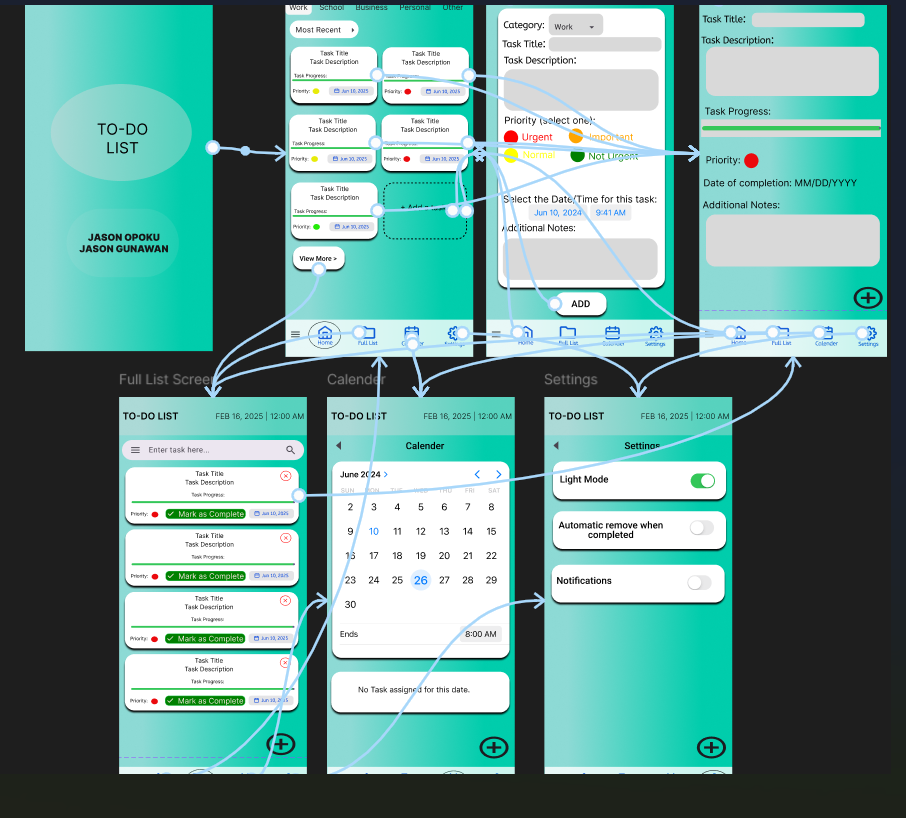 TO-DO
LIST
JASON OPOKU
JASON GUNAWAN
Work School Business Personal Other
Most Recent
Task Title
Task Description
Task Progress:
Priority:
Jun 10, 2025
Task Title
Task Description
Task Progress:
Priority:
Jun 10, 2025
Task Title
Task Description
Task Progress:
Priority:
Jun 10, 2025
Task Title
Task Description
Task Progress:
Priority:
Jun 10, 2025
Task Title
Task Description
Task Progress:
Priority:
Jun 10, 2025
+ Add a
View More >
Home Full List Settings
Category: Work
Task Title:
Task Description:
Priority (select one):
Urgent Important
Normal Not Urgent
Select the Date/Time for this task:
Jun 10, 2024 9:41 AM
Additional Notes:
ADD
Home Full List Calender Settings
Task Title:
Task Description:
Task Progress:
Priority:
Date of completion: MM/DD/YYYY
Additional Notes:
Home Full List Calender Settings
Full List Screen
TO-DO LIST FEB 16, 2025 | 12:00 AM
Enter task here...
Task Title
Task Description
Task Progress:
Priority: Mark as Complete Jun 10, 2025
Task Title
Task Description
Task Progress:
Priority: Mark as Complete Jun 10, 2025
Task Title
Task Description
Task Progress:
Priority: Mark as Complete Jun 10, 2025
Task Title
Task Description
Task Progress:
Priority: Mark as Complete Jun 10, 2025
Calender
TO-DO LIST FEB 16, 2025 | 12:00 AM
Calender
June 2024
SUN MON TUE WED THU FRI SAT
2 3 4 5 6 7 8
9 10 11 12 13 14 15
16 17 18 19 20 21 22
23 24 25 26 27 28 29
30
Ends 8:00 AM
No Task assigned for this date.
Settings
TO-DO LIST FEB 16, 2025 | 12:00 AM
Settings
Light Mode
Automatic remove when
completed
Notifications